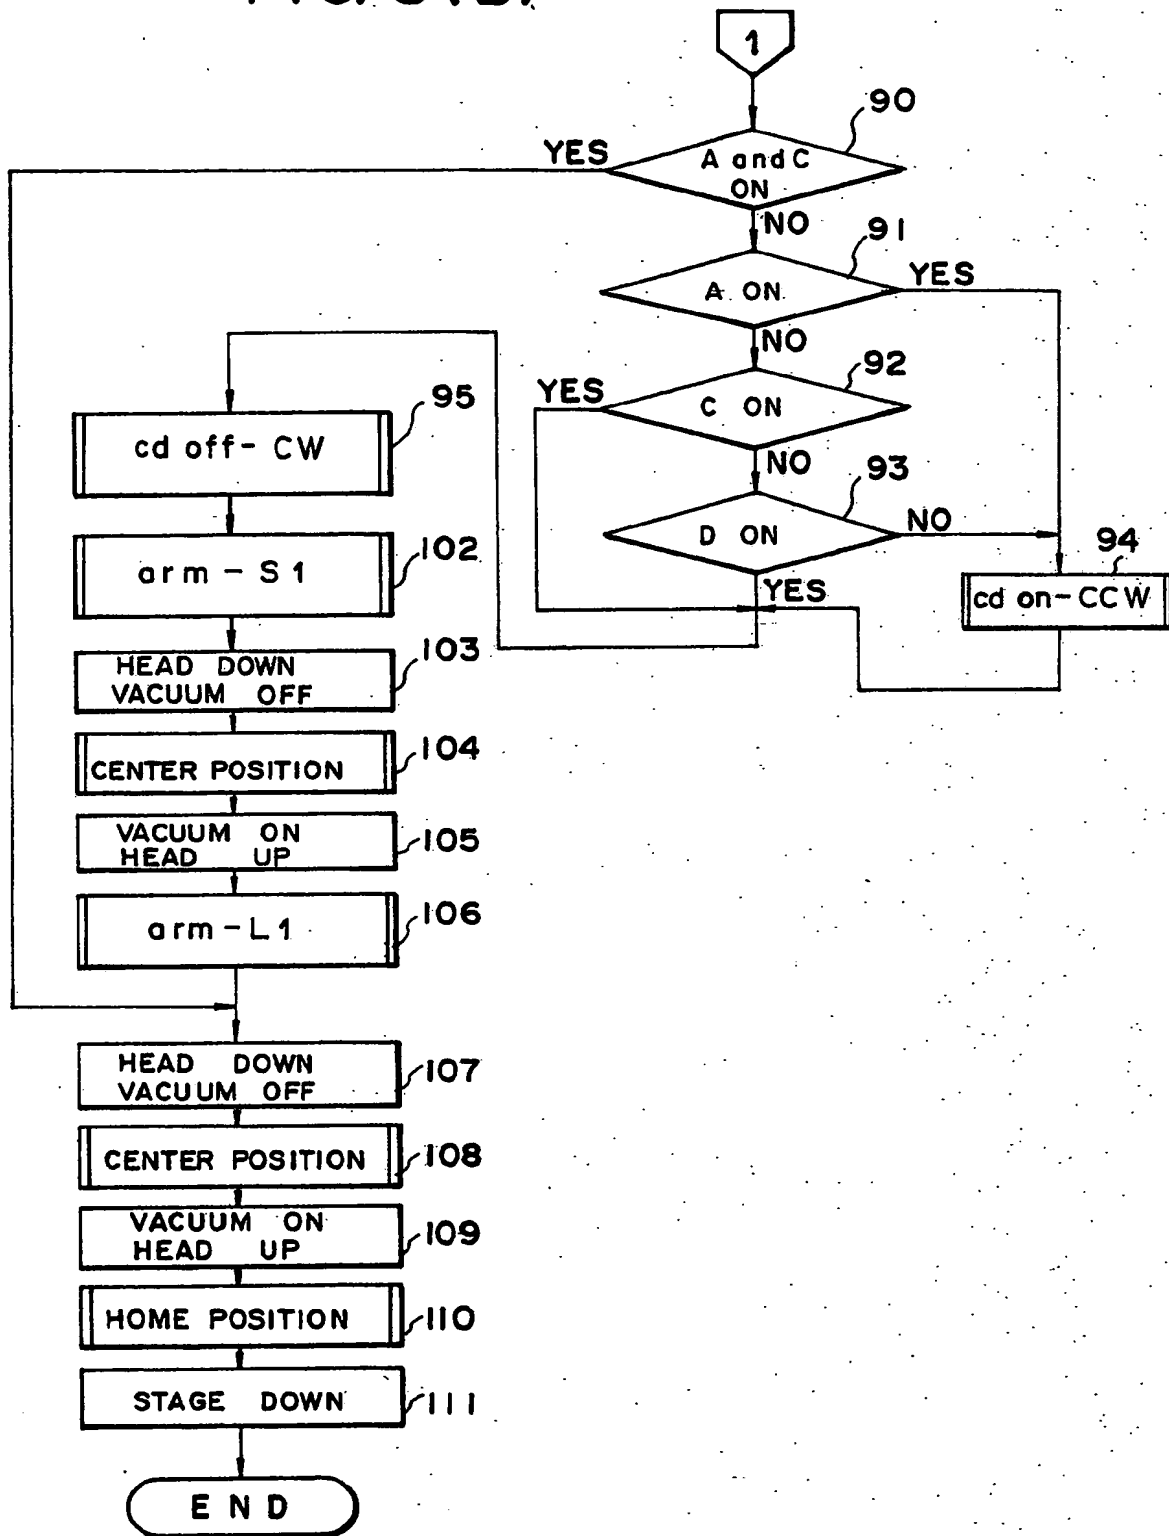 1
90
YES
A and C
ON
NO
91
A ON
YES
NO
92
YES
C ON
NO
93
D ON
NO
YES
94
cd on-CCW
95
cd off-CW
102
arm-S1
103
HEAD DOWN
VACUUM OFF
104
CENTER POSITION
105
VACUUM ON
HEAD UP
106
arm-L1
107
HEAD DOWN
VACUUM OFF
108
CENTER POSITION
109
VACUUM ON
HEAD UP
110
HOME POSITION
111
STAGE DOWN
END